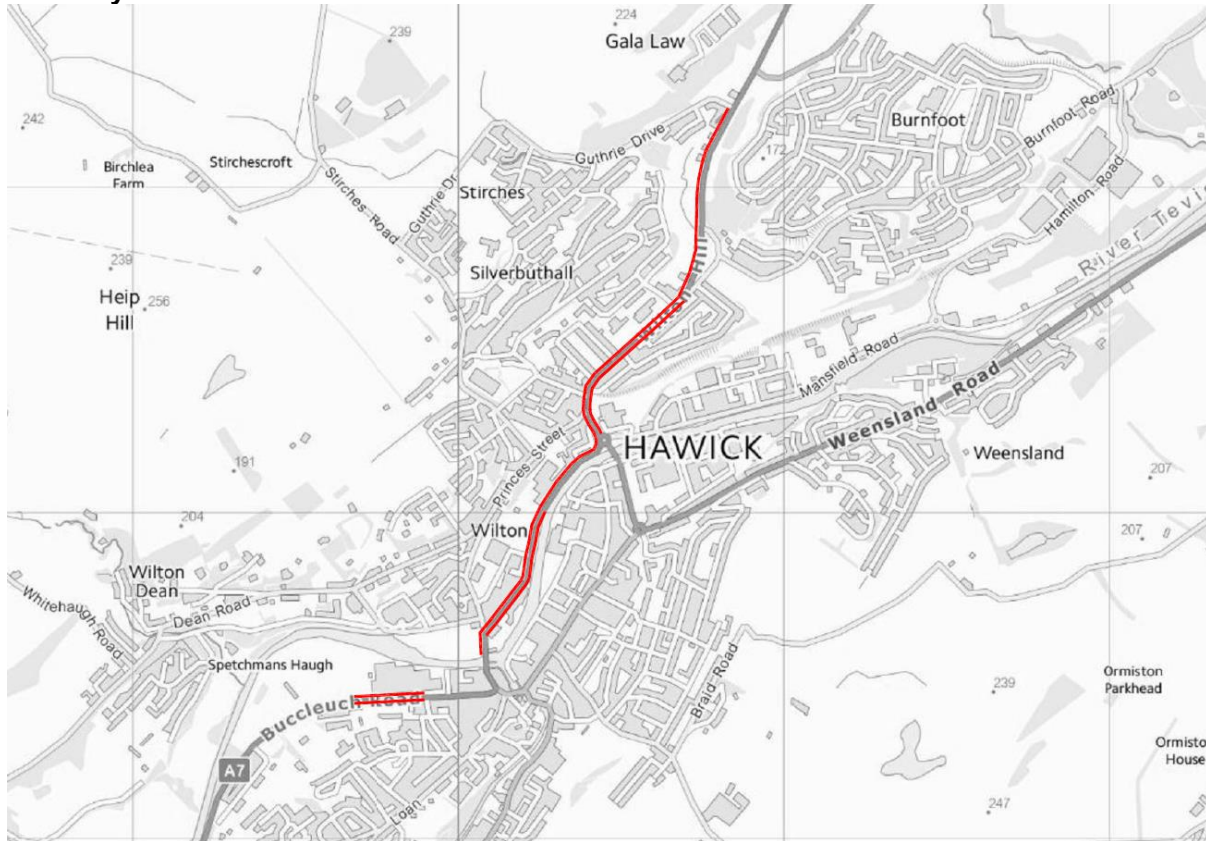 224
Gala Law
239
242
Birchlea
Farm
Stirchescroft
Stirches Road
Guthrie Dr
Stirches
Guthrie Drive
172
Burnfoot
Burnfoot Road
Hamilton Road
River Tevi
239
Heip
Hill
256
Silverbuthall
Hill
Mansfield Road
Weensland Road
HAWICK
Princes Street
191
Weensland
207
204
Wilton
207
Wilton
Dean
Whitehaugh Road
Dean Road
Spetchmans Haugh
Braid Road
239
Ormiston
Parkhead
Buccleuch Road
A7
Loan
Ormisto
House
247